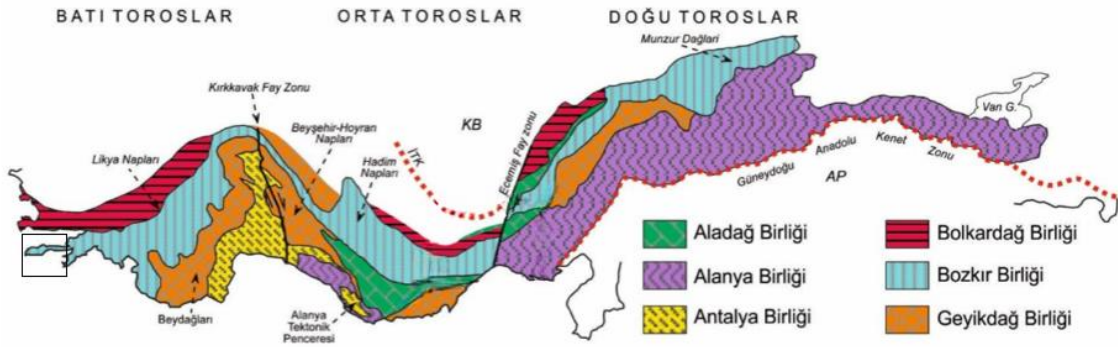 BATI TOROSLAR
ORTA TOROSLAR
DOĞU TOROSLAR
Munzur Dağlari
Kırkkavak Fay Zonu
Beyşehir-Hoyran
Napları
KB
Van G.
Likya Napları
Hadim
Napları
İTK
Ecemiş Fay zonu
Güneydoğu Anadolu Kenet Zonu
AP
Beydağları
Alanya
Tektonik
Penceresi
Aladağ Birliği
Alanya Birliği
Antalya Birliği
Bolkardağ Birliği
Bozkır Birliği
Geyikdağ Birliği